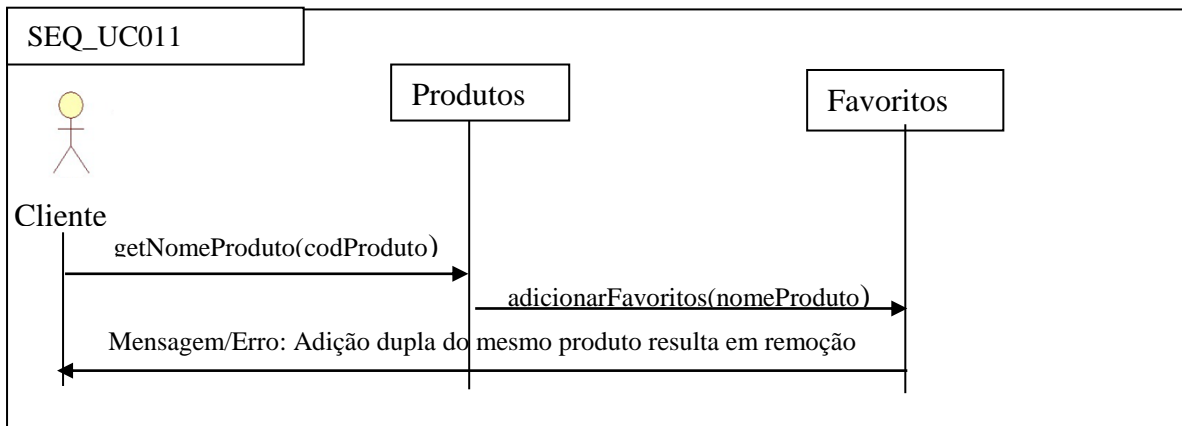 SEQ_UC011
Produtos
Favoritos
Cliente
getNomeProduto(codProduto)
adicionarFavoritos(nomeProduto)
Mensagem/Erro: Adição dupla do mesmo produto resulta em remoção